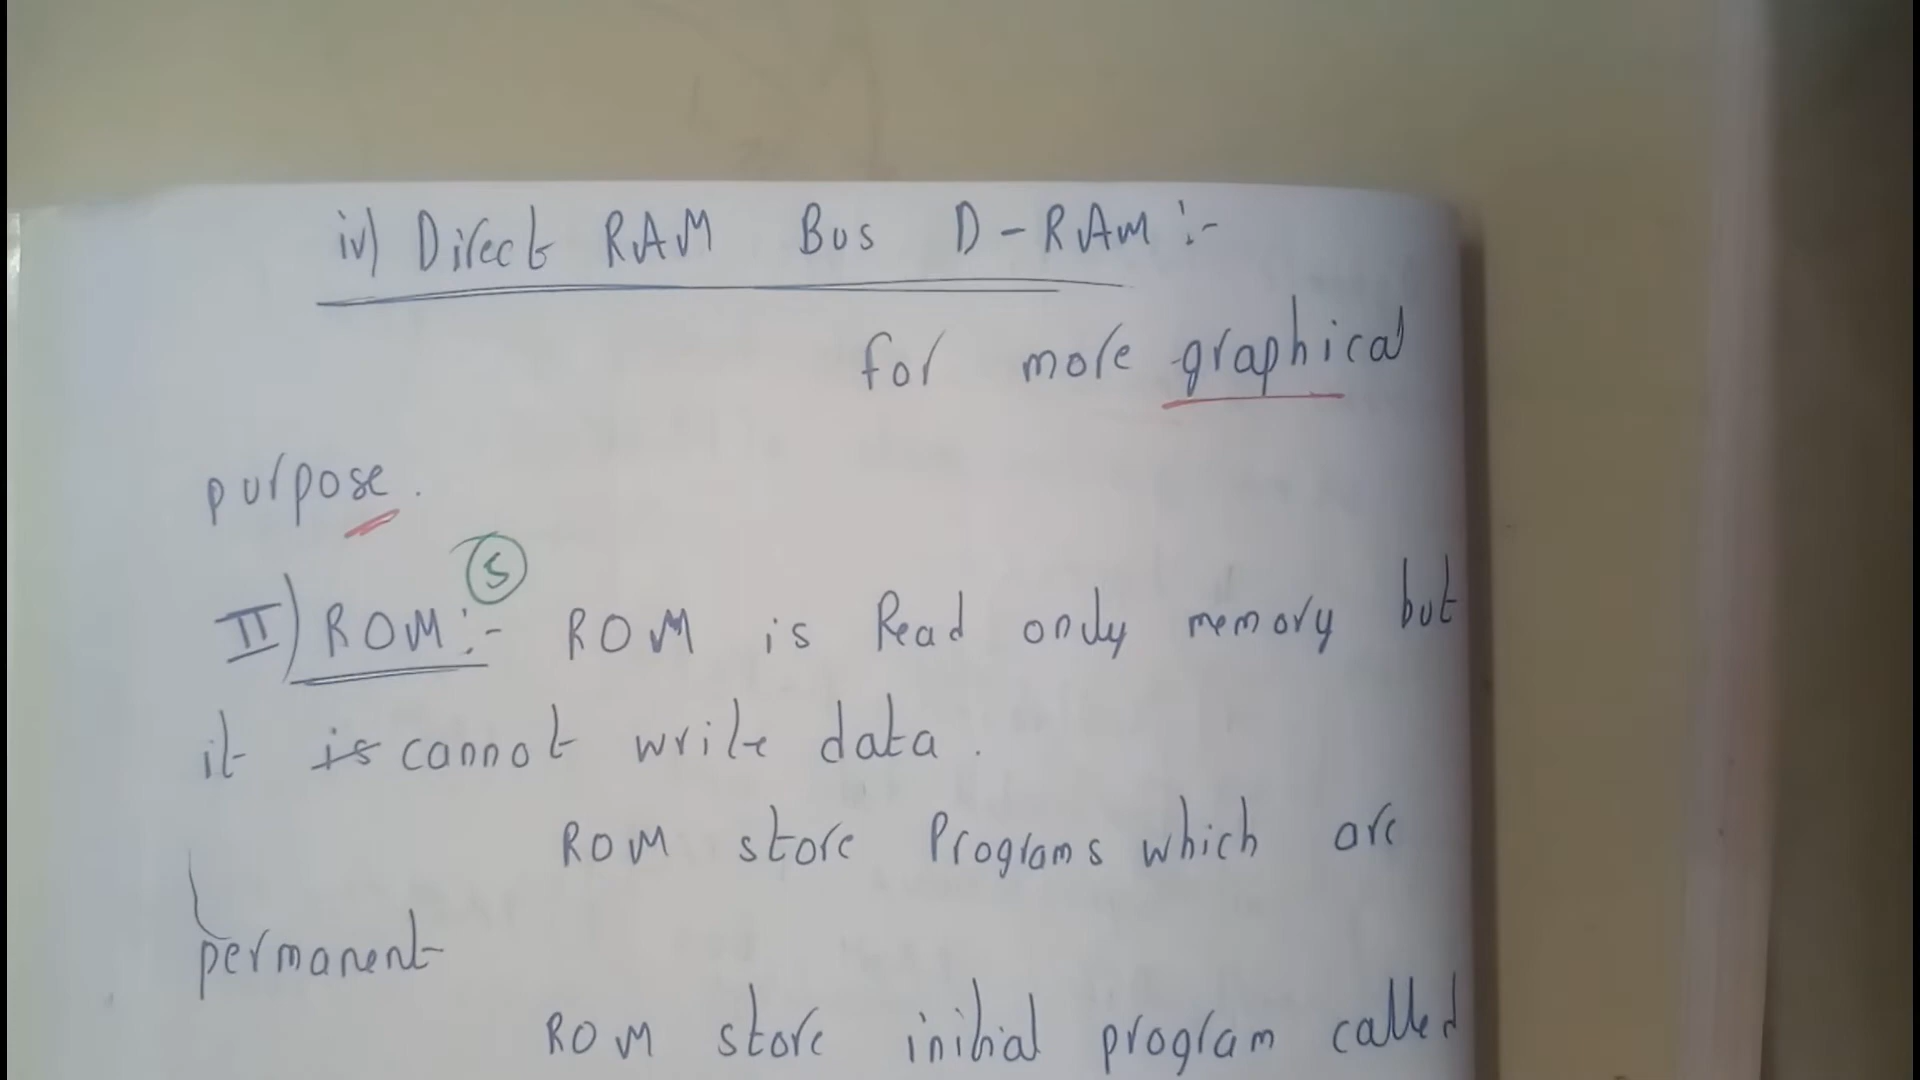 iv) Direct RAM Bus D-RAM :-
for more graphical
purpose.
5
II) ROM :- ROM is Read only memory but
it is cannot write data.
ROM store Programs which are
permanent
ROM store initial program called